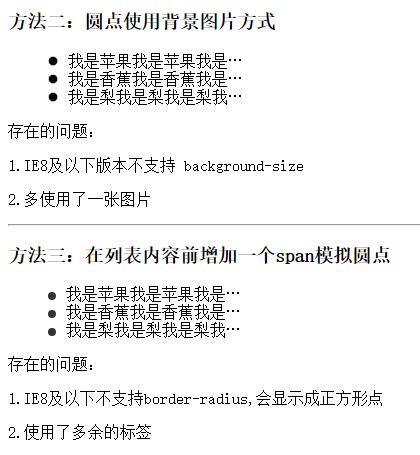 方法二：圆点使用背景图片方式
● 我是苹果我是苹果我是…
● 我是香蕉我是香蕉我是…
● 我是梨我是梨我是梨我…
存在的问题：
1.IE8及以下版本不支持 background-size
2.多使用了一张图片
方法三：在列表内容前增加一个span模拟圆点
● 我是苹果我是苹果我是…
● 我是香蕉我是香蕉我是…
● 我是梨我是梨我是梨我…
存在的问题：
1.IE8及以下不支持border-radius,会显示成正方形点
2.使用了多余的标签